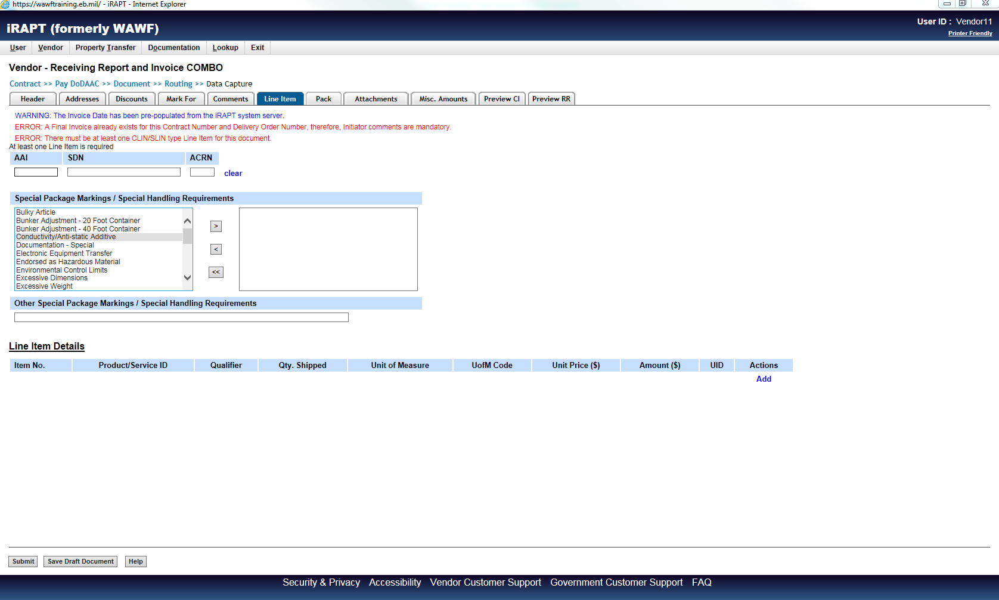 https://wawftraining.eb.mil/ - iRAPT - Internet Explorer
iRAPT (formerly WAWF)
User ID : Vendor11
Printer Friendly
User Vendor Property Transfer Documentation Lookup Exit
Vendor - Receiving Report and Invoice COMBO
Contract >> Pay DoDAAC >> Document >> Routing >> Data Capture
Header Addresses Discounts Mark For Comments Line Item Pack Attachments Misc. Amounts Preview CI Preview RR
WARNING: The Invoice Date has been pre-populated from the iRAPT system server.
ERROR: A Final Invoice already exists for this Contract Number and Delivery Order Number, therefore, Initiator comments are mandatory.
ERROR: There must be at least one CLIN/SLIN type Line Item for this document.
At least one Line Item is required
AAI SDN ACRN
clear
Special Package Markings / Special Handling Requirements
Bulky Article
Bunker Adjustment - 20 Foot Container
Bunker Adjustment - 40 Foot Container
Conductivity/Anti-static Additive
Documentation - Special
Electronic Equipment Transfer
Endorsed as Hazardous Material
Environmental Control Limits
Excessive Dimensions
Excessive Weight
>
<
<<
Other Special Package Markings / Special Handling Requirements
Line Item Details
Item No. Product/Service ID Qualifier Qty. Shipped Unit of Measure UofM Code Unit Price ($) Amount ($) UID Actions
Add
Submit Save Draft Document Help
Security & Privacy Accessibility Vendor Customer Support Government Customer Support FAQ